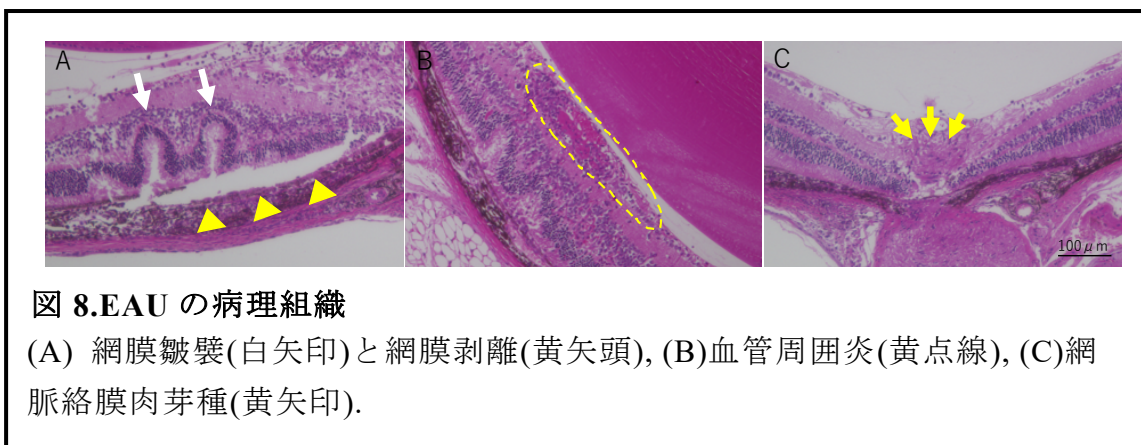 A
B
C
100μm
図 8.EAU の病理組織
(A) 網膜皺襞(白矢印)と網膜剥離(黄矢頭), (B)血管周囲炎(黄点線), (C)網
脈絡膜肉芽種(黄矢印).